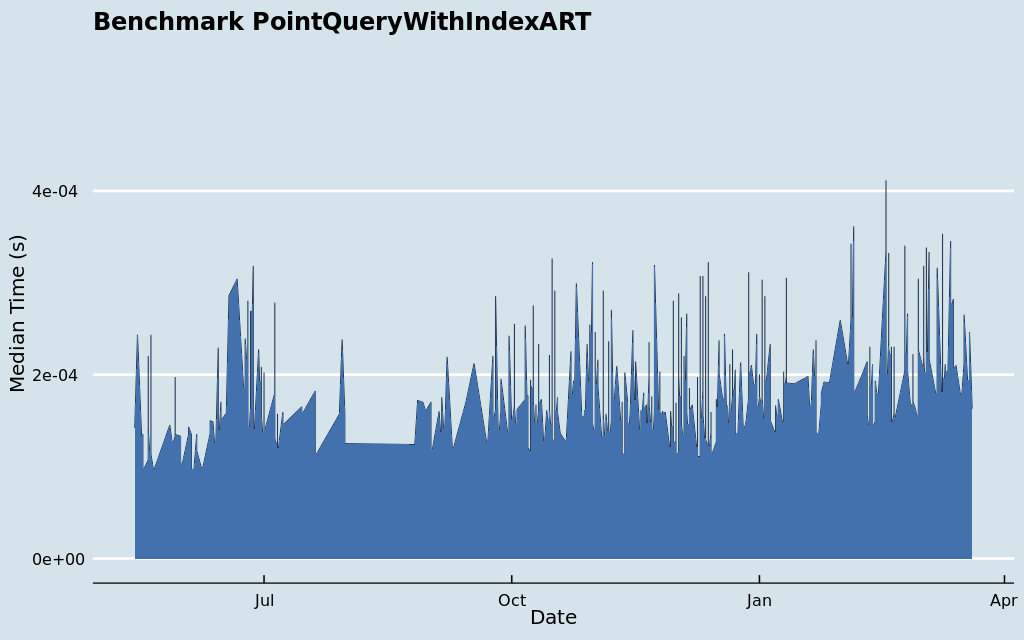 Benchmark PointQueryWithIndexART
Median Time (s)
4e-04
2e-04
0e+00
Jul
Oct
Jan
Apr
Date